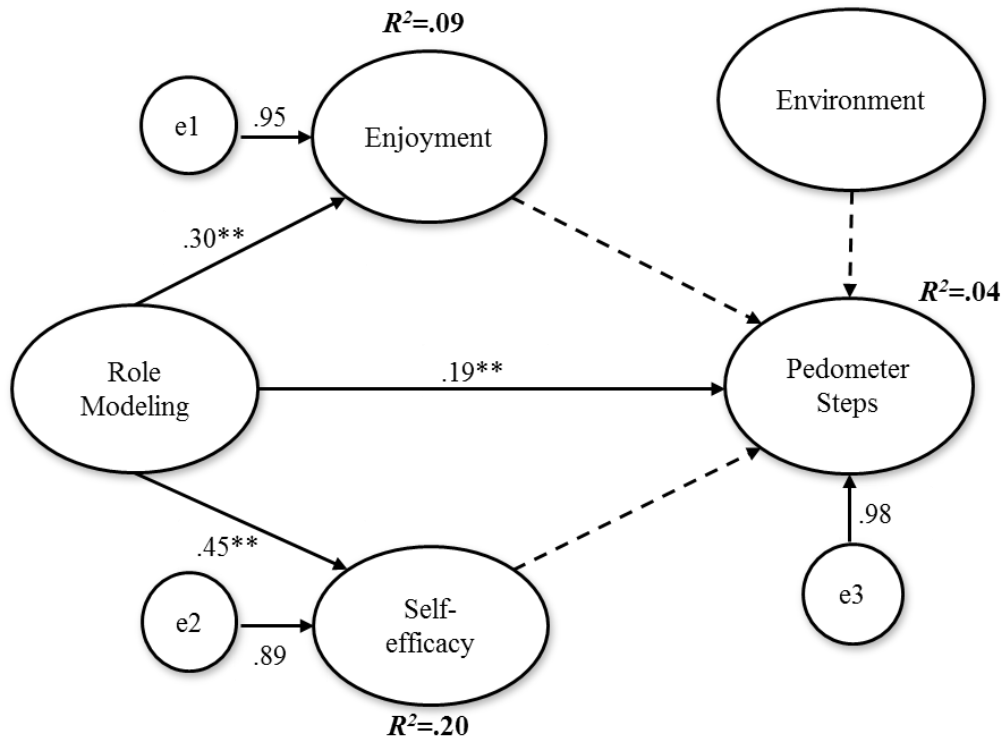 R²=.09
e1
.95
Enjoyment
Environment
.30**
R²=.04
Role
Modeling
.19**
Pedometer
Steps
.45**
.98
e2
.89
Self-
efficacy
e3
R²=.20